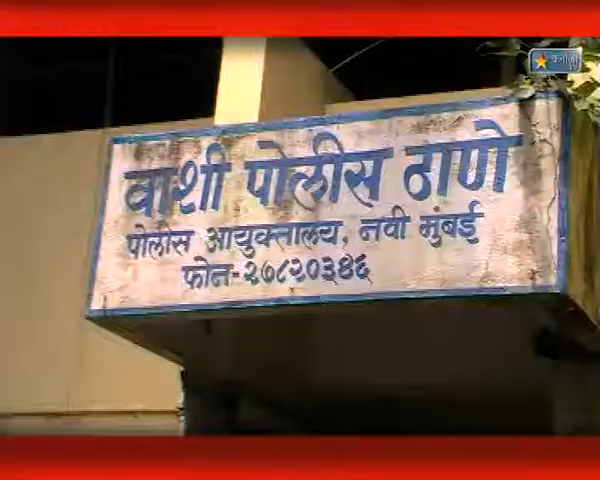 वाशी पोलीस ठाणे
पोलीस आयुक्तालय, नवी मुंबई
फोन-२७८२०३४६